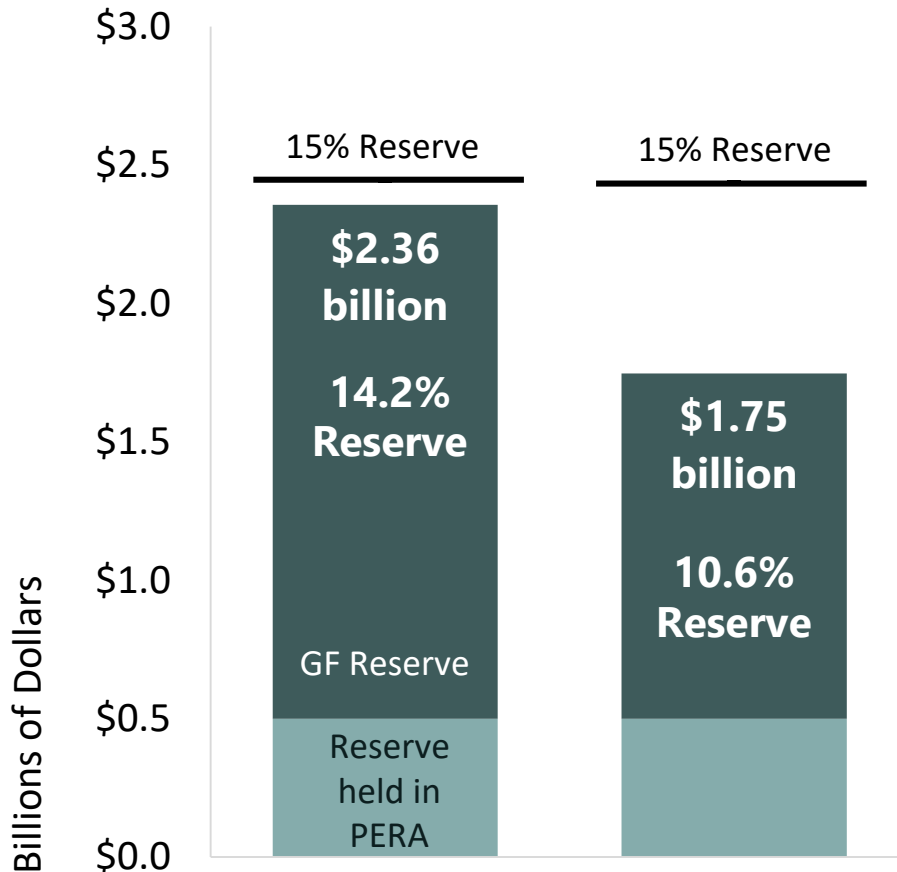 $3.0
15% Reserve
15% Reserve
$2.5
$2.36
billion
$2.0
14.2%
Reserve
$1.75
billion
$1.5
10.6%
Reserve
$1.0
GF Reserve
$0.5
Reserve
held in
PERA
$0.0
Billions of Dollars